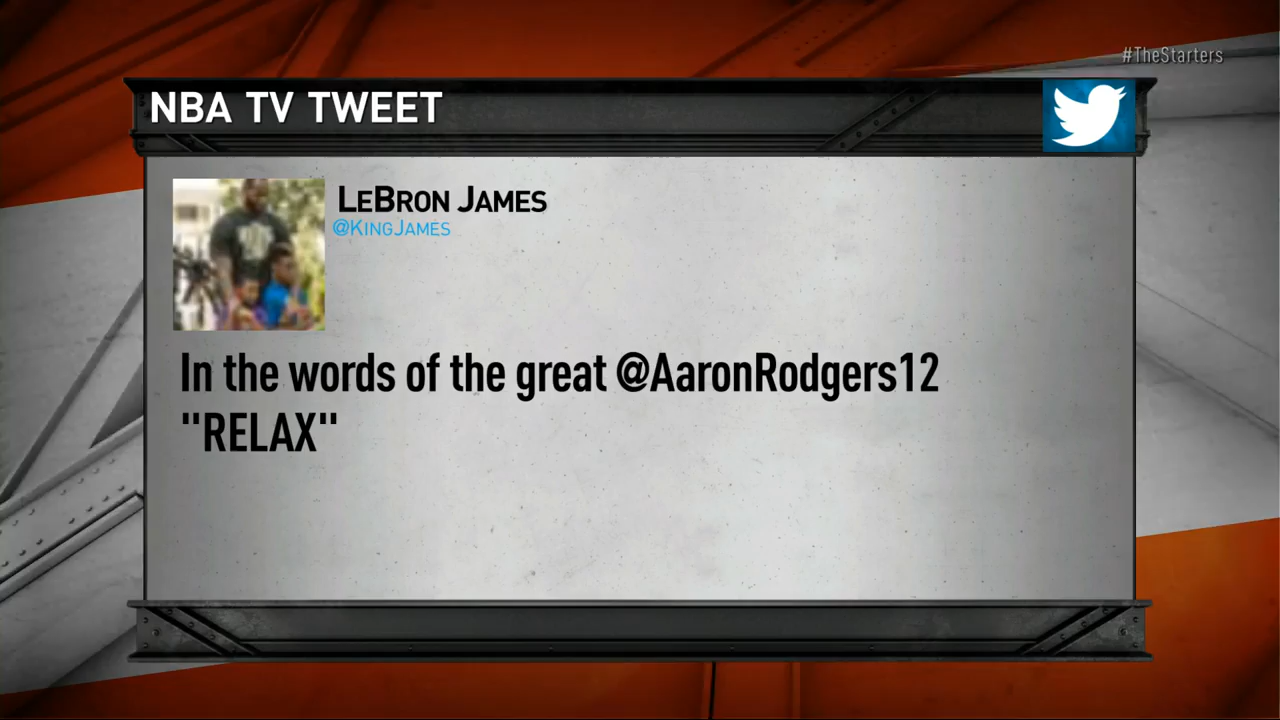 #TheStarters
NBA TV TWEET
LEBRON JAMES
@KINGJAMES
In the words of the great @AaronRodgers12
"RELAX"